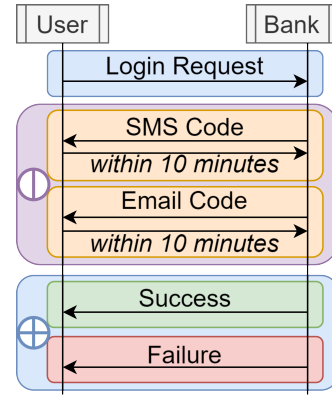 User Bank
Login Request
SMS Code
within 10 minutes
Email Code
within 10 minutes
Success
Failure